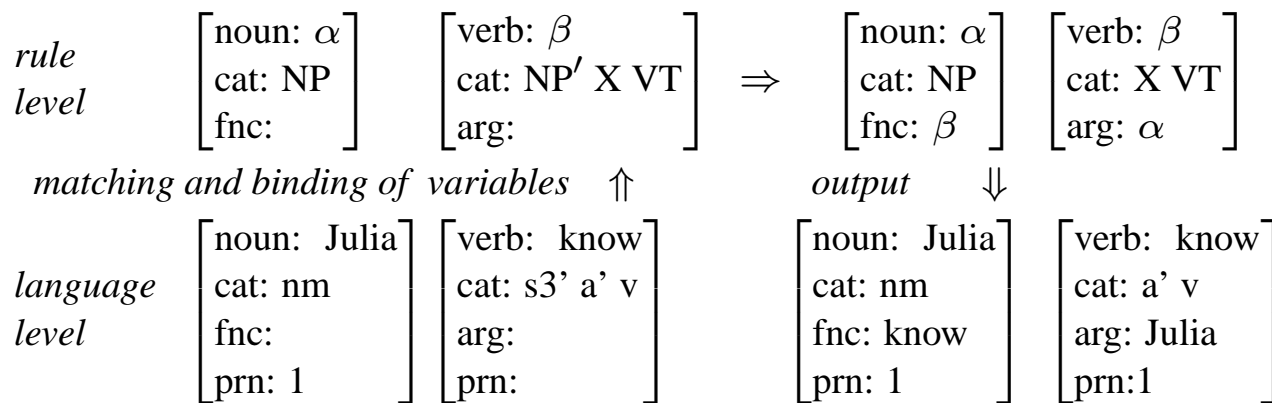 rule level
[noun: α] [verb: β] ⇒ [noun: α] [verb: β]
[cat: NP] [cat: NP′ X VT] [cat: NP] [cat: X VT]
[fnc:] [arg:] [fnc: β] [arg: α]
matching and binding of variables ⇑ output ⇓
language level
[noun: Julia] [verb: know] [noun: Julia] [verb: know]
[cat: nm] [cat: s3’ a’ v] [cat: nm] [cat: a’ v]
[fnc:] [arg:] [fnc: know] [arg: Julia]
[prn: 1] [prn:] [prn: 1] [prn:1]